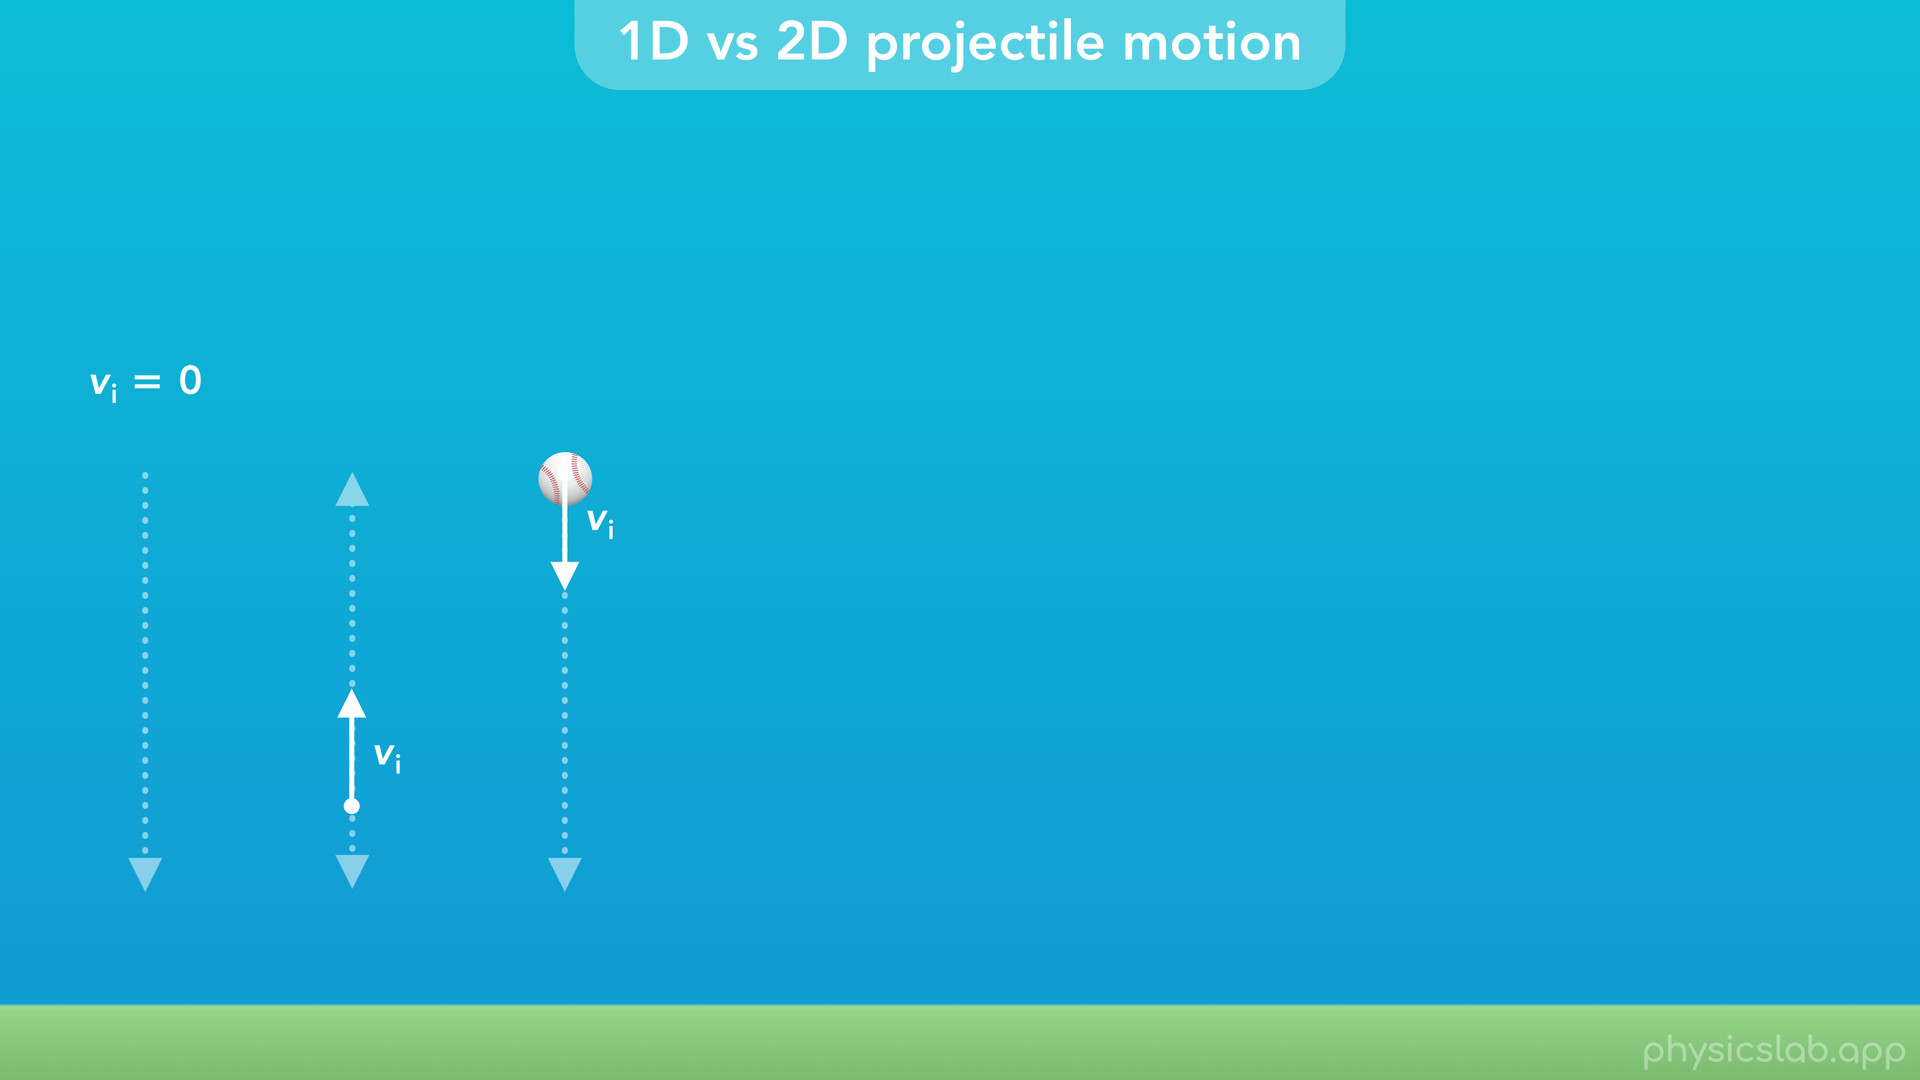 1D vs 2D projectile motion
vᵢ = 0
vᵢ
vᵢ
physicslab.app